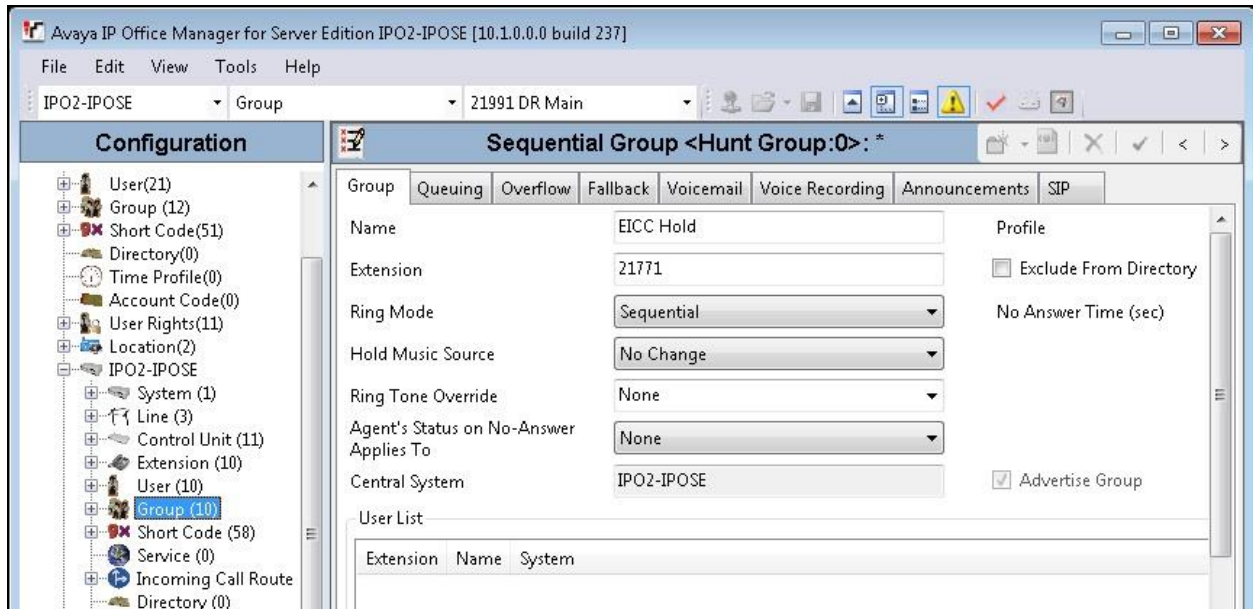 Avaya IP Office Manager for Server Edition IPO2-IPOSE [10.1.0.0.0 build 237]
File Edit View Tools Help
IPO2-IPOSE Group 21991 DR Main
Configuration
User(21)
Group (12)
Short Code(51)
Directory(0)
Time Profile(0)
Account Code(0)
User Rights(11)
Location(2)
IPO2-IPOSE
System (1)
Line (3)
Control Unit (11)
Extension (10)
User (10)
Group (10)
Short Code (58)
Service (0)
Incoming Call Route
Directory (0)
Sequential Group <Hunt Group:0>: *
Group Queuing Overflow Fallback Voicemail Voice Recording Announcements SIP
Name EICC Hold Profile
Extension 21771 Exclude From Directory
Ring Mode Sequential No Answer Time (sec)
Hold Music Source No Change
Ring Tone Override None
Agent's Status on No-Answer
Applies To None
Central System IPO2-IPOSE Advertise Group
User List
Extension Name System